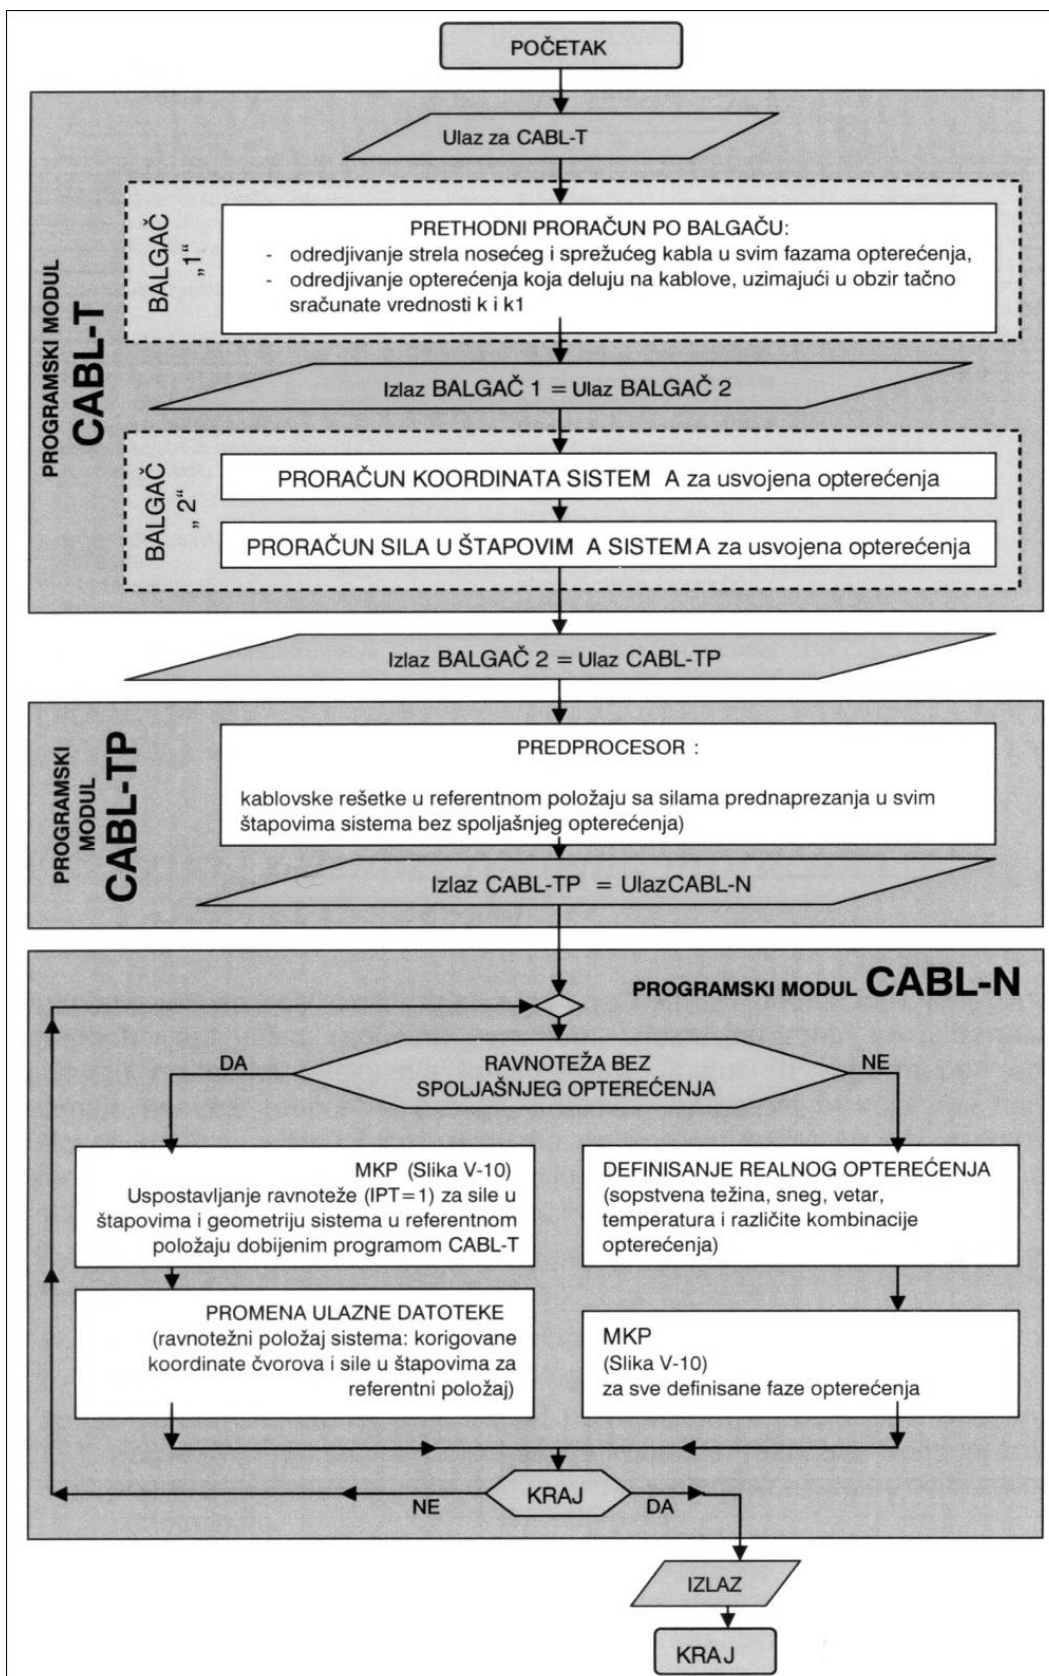 POČETAK
PROGRAMSKI MODUL
CABL-T
Ulaz za CABL-T
BALGAČ
„1“
PRETHODNI PRORAČUN PO BALGAČU:
- odredjivanje strela nosećeg i sprežućeg kabla u svim fazama opterećenja,
- odredjivanje opterećenja koja deluju na kablove, uzimajući u obzir tačno
sračunate vrednosti k i k1
Izlaz BALGAČ 1 = Ulaz BALGAČ 2
BALGAČ
„ 2“
PRORAČUN KOORDINATA SISTEM A za usvojena opterećenja
PRORAČUN SILA U ŠTAPOVIM A SISTEMA za usvojena opterećenja
Izlaz BALGAČ 2 = Ulaz CABL-TP
PROGRAMSKI
MODUL
CABL-TP
PREDPROCESOR :
kablovske rešetke u referentnom položaju sa silama prednaprezanja u svim
štapovima sistema bez spoljašnjeg opterećenja)
Izlaz CABL-TP = UlazCABL-N
PROGRAMSKI MODUL CABL-N
DA
RAVNOTEŽA BEZ
SPOLJAŠNJEG OPTEREĆENJA
NE
MKP (Slika V-10)
Uspostavljanje ravnoteže (IPT=1) za sile u
štapovima i geometriju sistema u referentnom
položaju dobijenim programom CABL-T
DEFINISANJE REALNOG OPTEREĆENJA
(sopstvena težina, sneg, vetar,
temperatura i različite kombinacije
opterećenja)
PROMENA ULAZNE DATOTEKE
(ravnotežni položaj sistema: korigovane
koordinate čvorova i sile u štapovima za
referentni položaj)
MKP
(Slika V-10)
za sve definisane faze opterećenja
NE
KRAJ
DA
IZLAZ
KRAJ